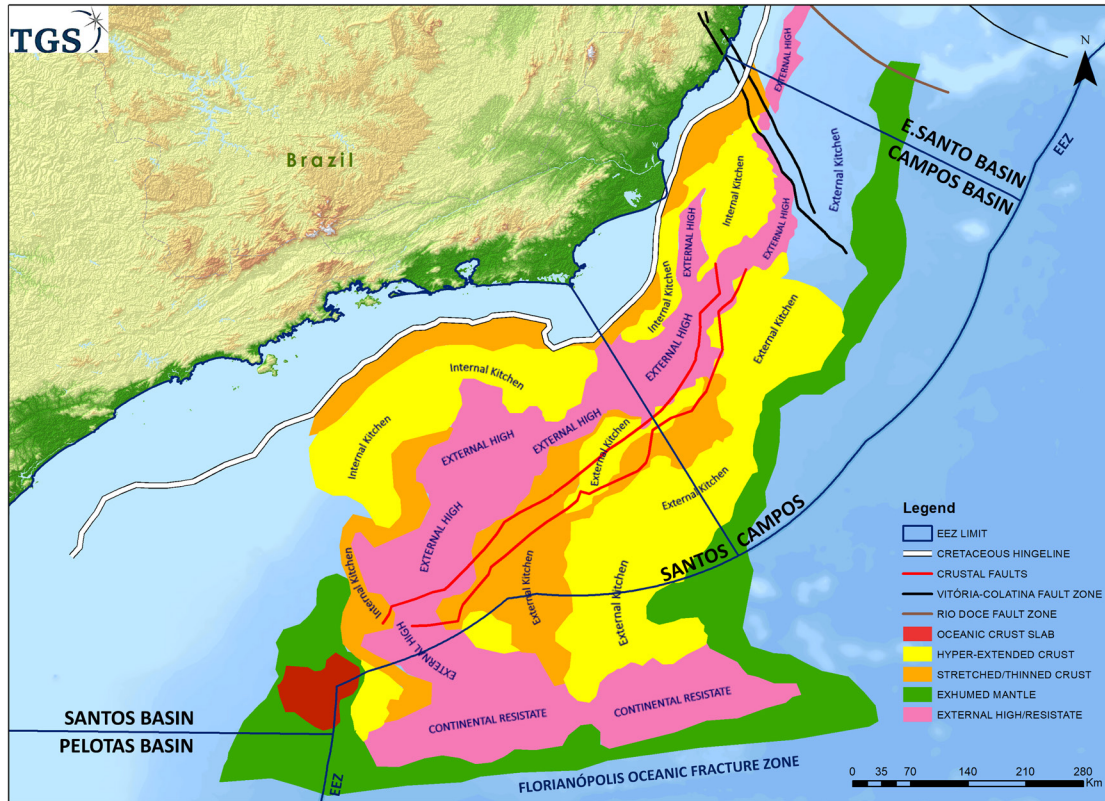 TGS
Brazil
N
EEZ
E.SANTO BASIN
CAMPOS BASIN
EXTERNAL HIGH
External Kitchen
Internal Kitchen
EXTERNAL HIGH
EXTERNAL HIGH
Internal Kitchen
External Kitchen
EXTERNAL HIGH
Internal Kitchen
Internal Kitchen
EXTERNAL HIGH
EXTERNAL HIGH
External Kitchen
External Kitchen
EXTERNAL HIGH
SANTOS
CAMPOS
Internal Kitchen
External Kitchen
External Kitchen
EXTERNAL HIGH
CONTINENTAL RESISTATE
CONTINENTAL RESISTATE
SANTOS BASIN
PELOTAS BASIN
EEZ
FLORIANÓPOLIS OCEANIC FRACTURE ZONE
Legend
EEZ LIMIT
CRETACEOUS HINGELINE
CRUSTAL FAULTS
VITÓRIA-COLATINA FAULT ZONE
RIO DOCE FAULT ZONE
OCEANIC CRUST SLAB
HYPER-EXTENDED CRUST
STRETCHED/THINNED CRUST
EXHUMED MANTLE
EXTERNAL HIGH/RESISTATE
0 35 70 140 210 280
Km